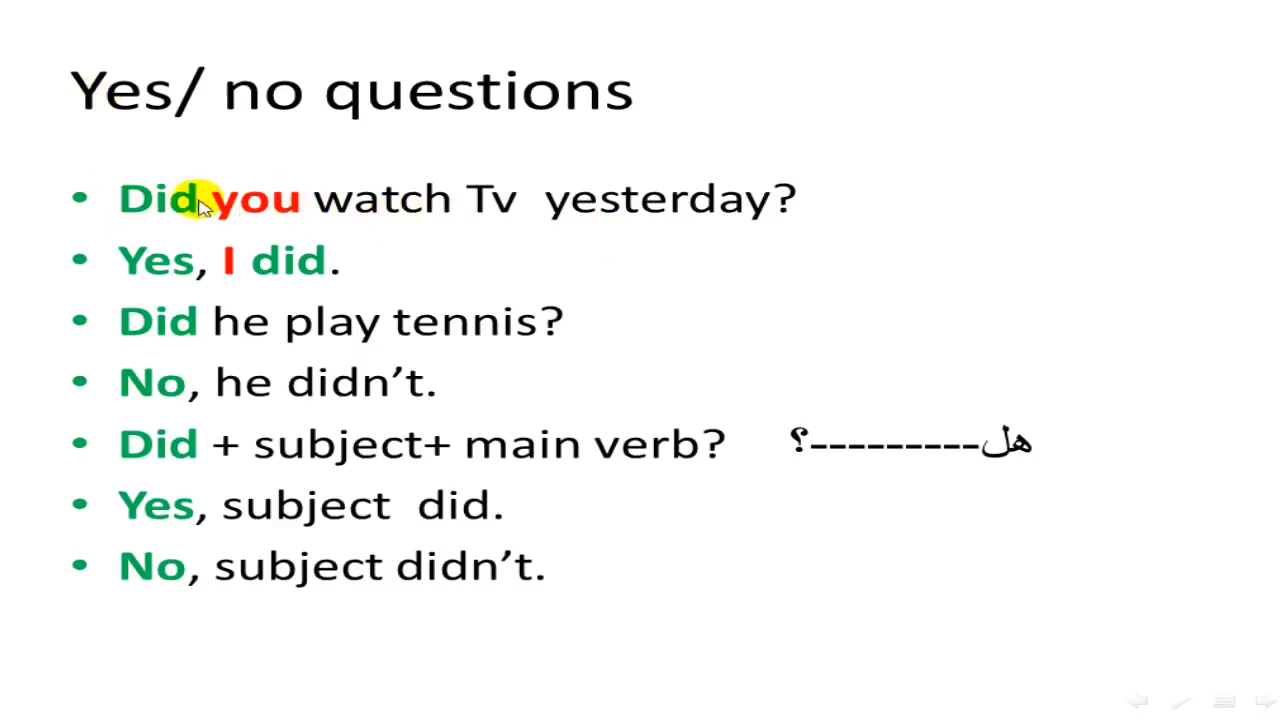 Yes/ no questions
• Did you watch Tv yesterday?
• Yes, I did.
• Did he play tennis?
• No, he didn’t.
• Did + subject+ main verb? هل---------؟
• Yes, subject did.
• No, subject didn’t.